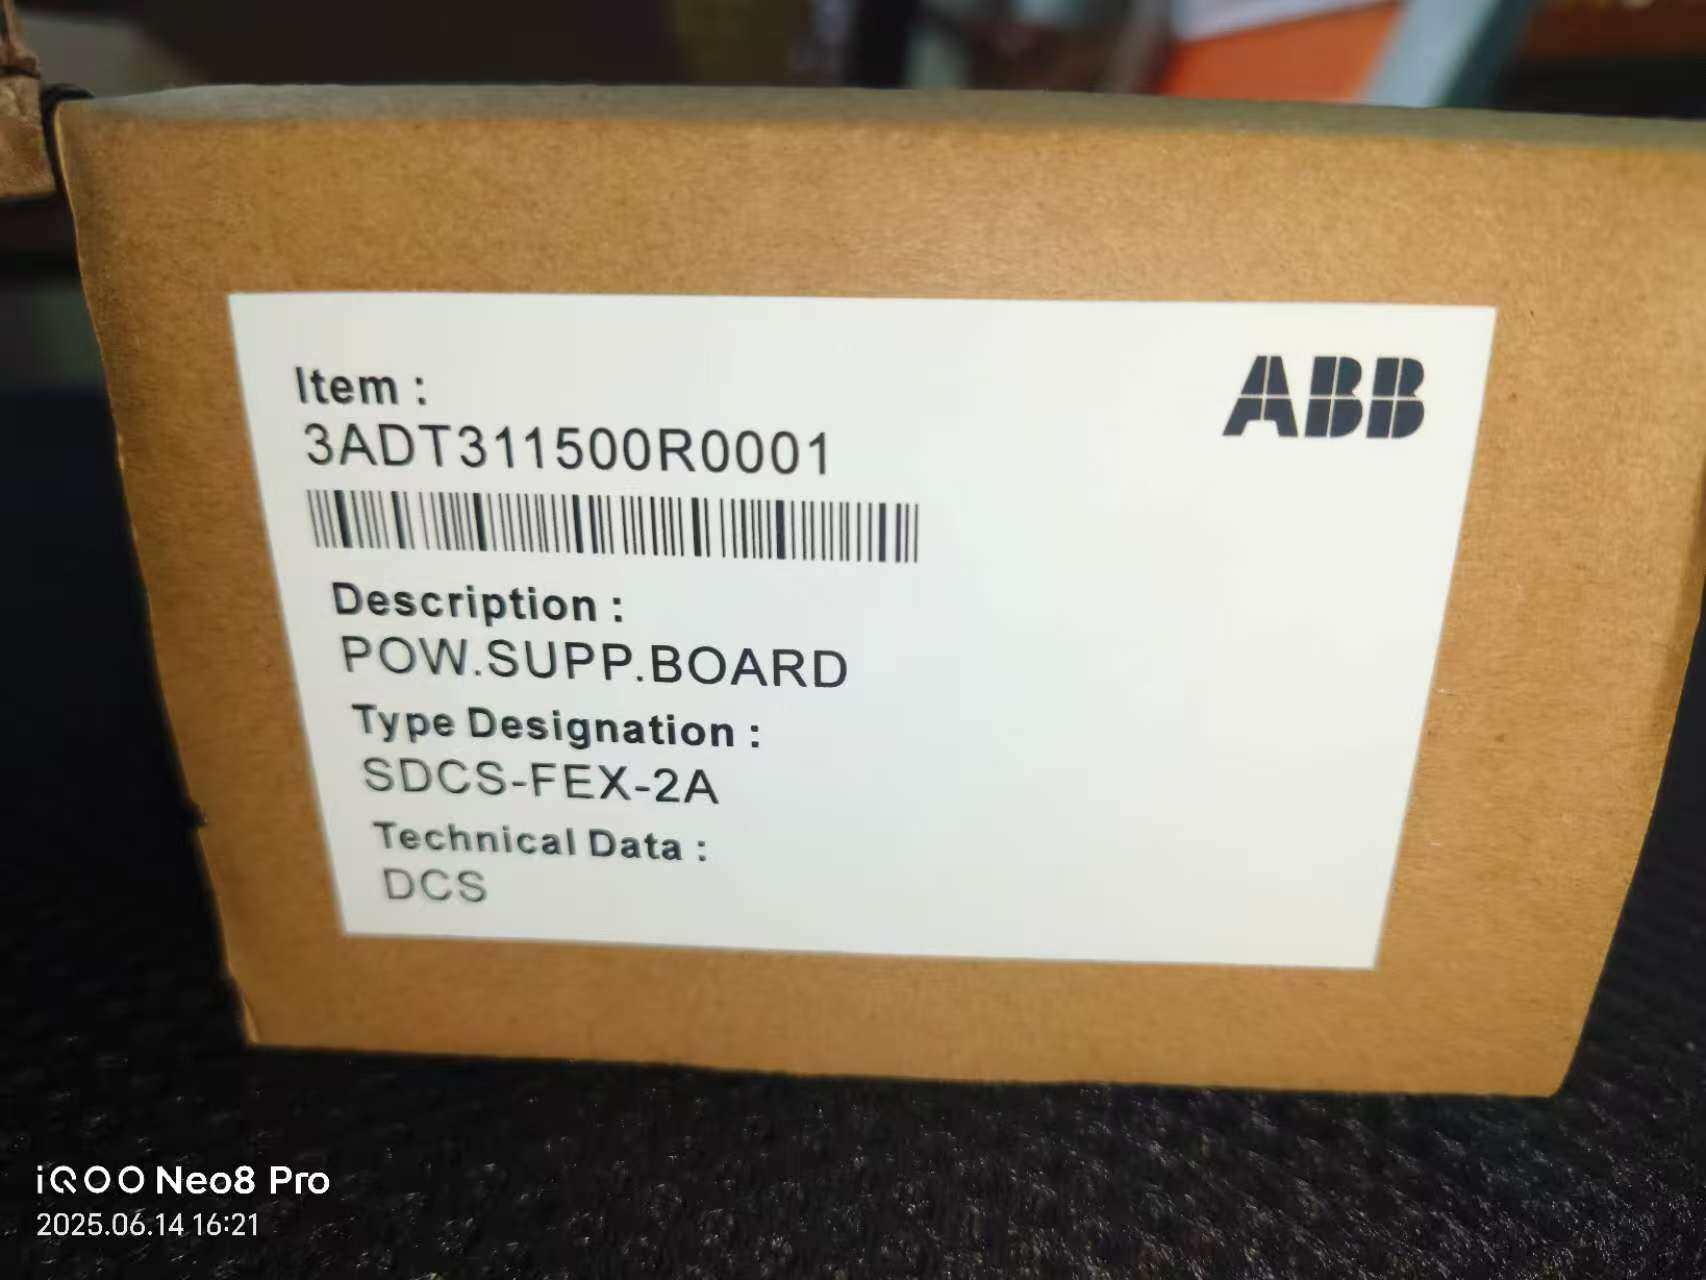 ABB
Item :
3ADT311500R0001
Description :
POW.SUPP.BOARD
Type Designation :
SDCS-FEX-2A
Technical Data :
DCS
iQOO Neo8 Pro
2025.06.14 16:21